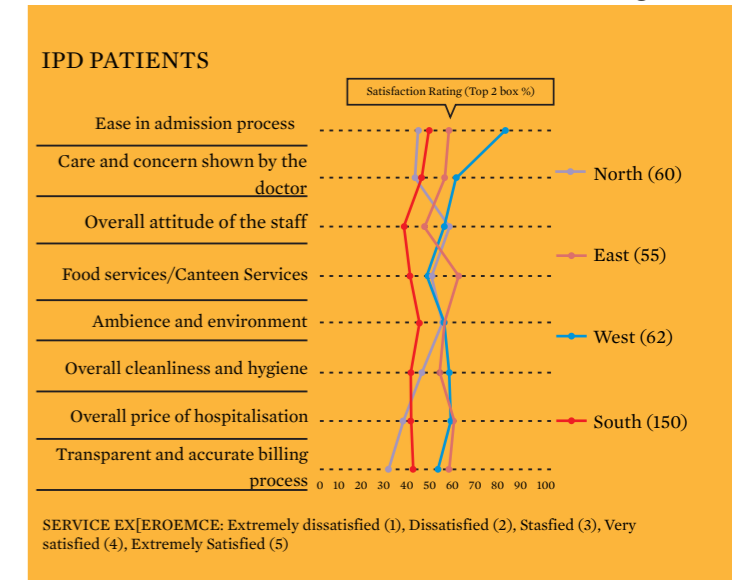 IPD PATIENTS
Satisfaction Rating (Top 2 box %)
Ease in admission process
Care and concern shown by the
doctor
Overall attitude of the staff
Food services/Canteen Services
Ambience and environment
Overall cleanliness and hygiene
Overall price of hospitalisation
Transparent and accurate billing
process
0 10 20 30 40 50 60 70 80 90 100
North (60)
East (55)
West (62)
South (150)
SERVICE EX[EROEMCE: Extremely dissatisfied (1), Dissatisfied (2), Stasfied (3), Very
satisfied (4), Extremely Satisfied (5)